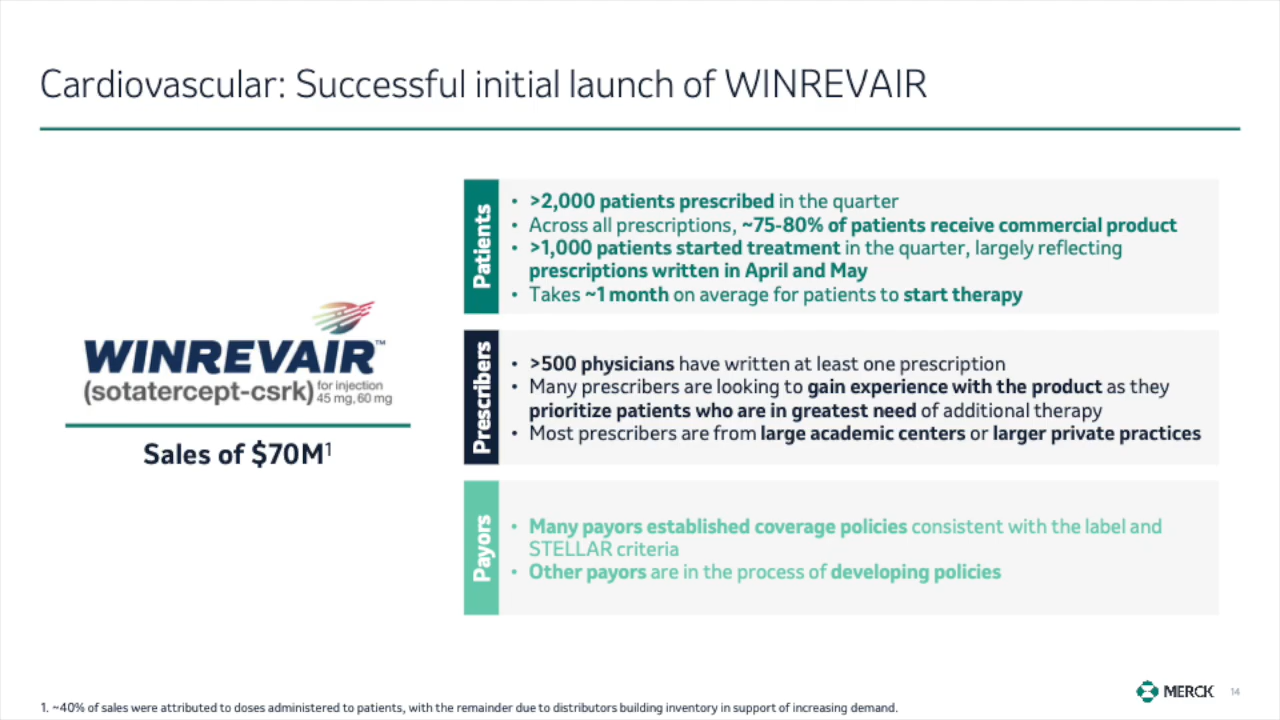 Cardiovascular: Successful initial launch of WINREVAIR
WINREVAIR™
(sotatercept-csrk) for injection 45 mg, 60 mg
Sales of $70M1
Patients
• >2,000 patients prescribed in the quarter
• Across all prescriptions, ~75-80% of patients receive commercial product
• >1,000 patients started treatment in the quarter, largely reflecting
prescriptions written in April and May
• Takes ~1 month on average for patients to start therapy
Prescribers
• >500 physicians have written at least one prescription
• Many prescribers are looking to gain experience with the product as they
prioritize patients who are in greatest need of additional therapy
• Most prescribers are from large academic centers or larger private practices
Payors
• Many payors established coverage policies consistent with the label and
STELLAR criteria
• Other payors are in the process of developing policies
MERCK 14
1. ~40% of sales were attributed to doses administered to patients, with the remainder due to distributors building inventory in support of increasing demand.